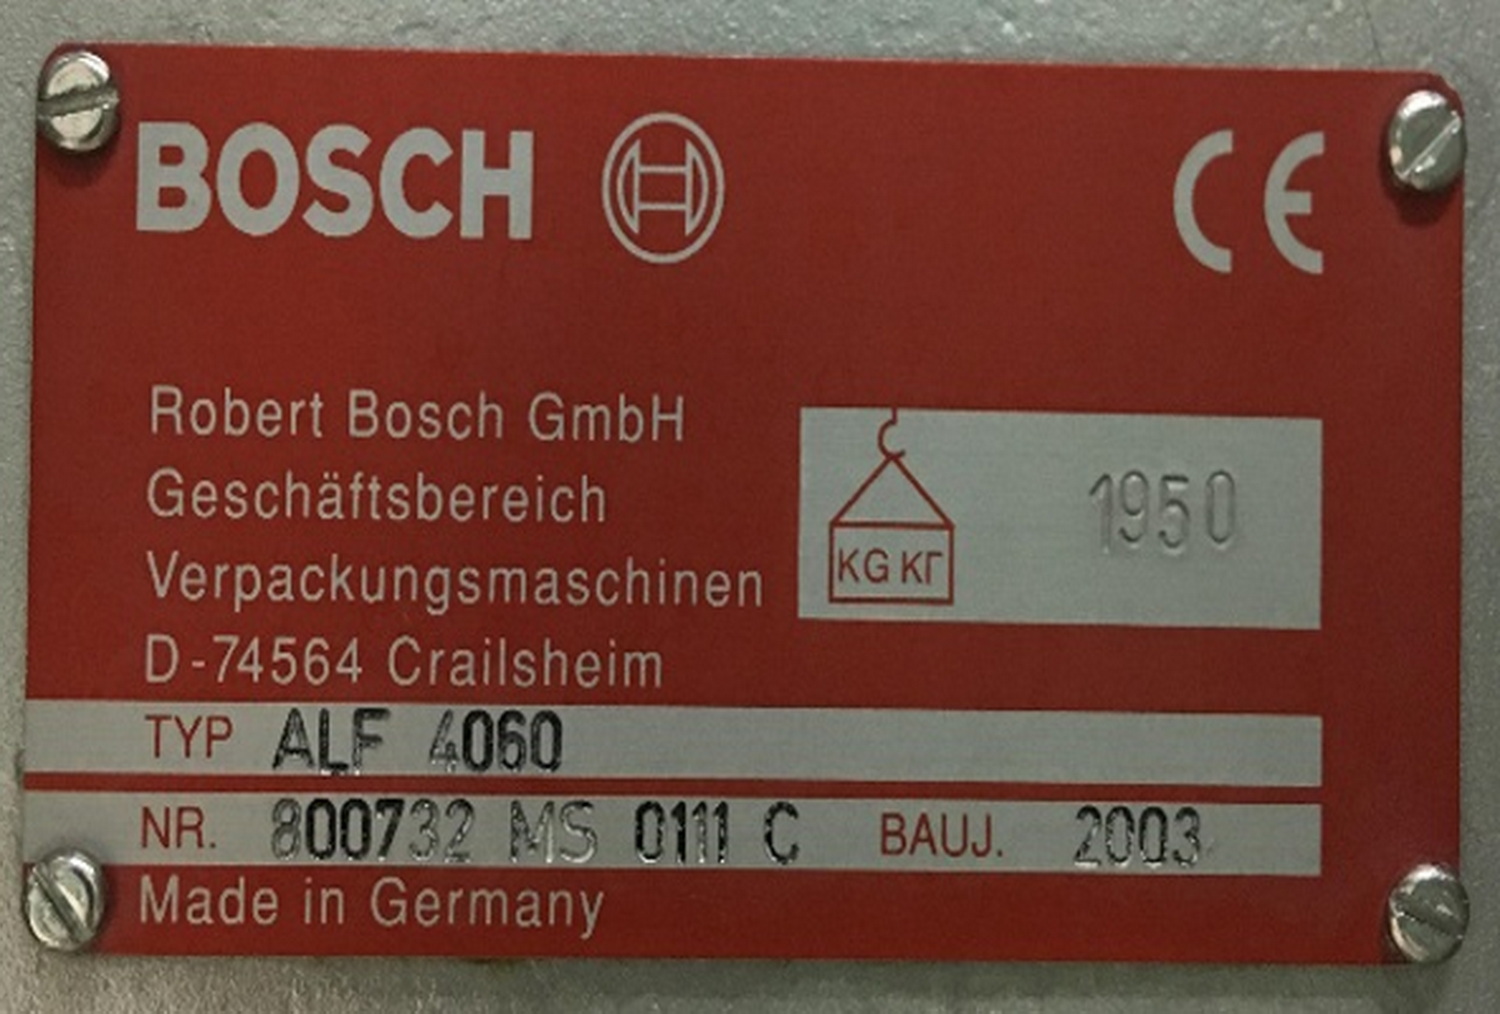 BOSCH CE
Robert Bosch GmbH
Geschäftsbereich
Verpackungsmaschinen
D-74564 Crailsheim
KG КГ 1950
TYP ALF 4060
NR. 800732 MS 0111 C BAUJ. 2003
Made in Germany